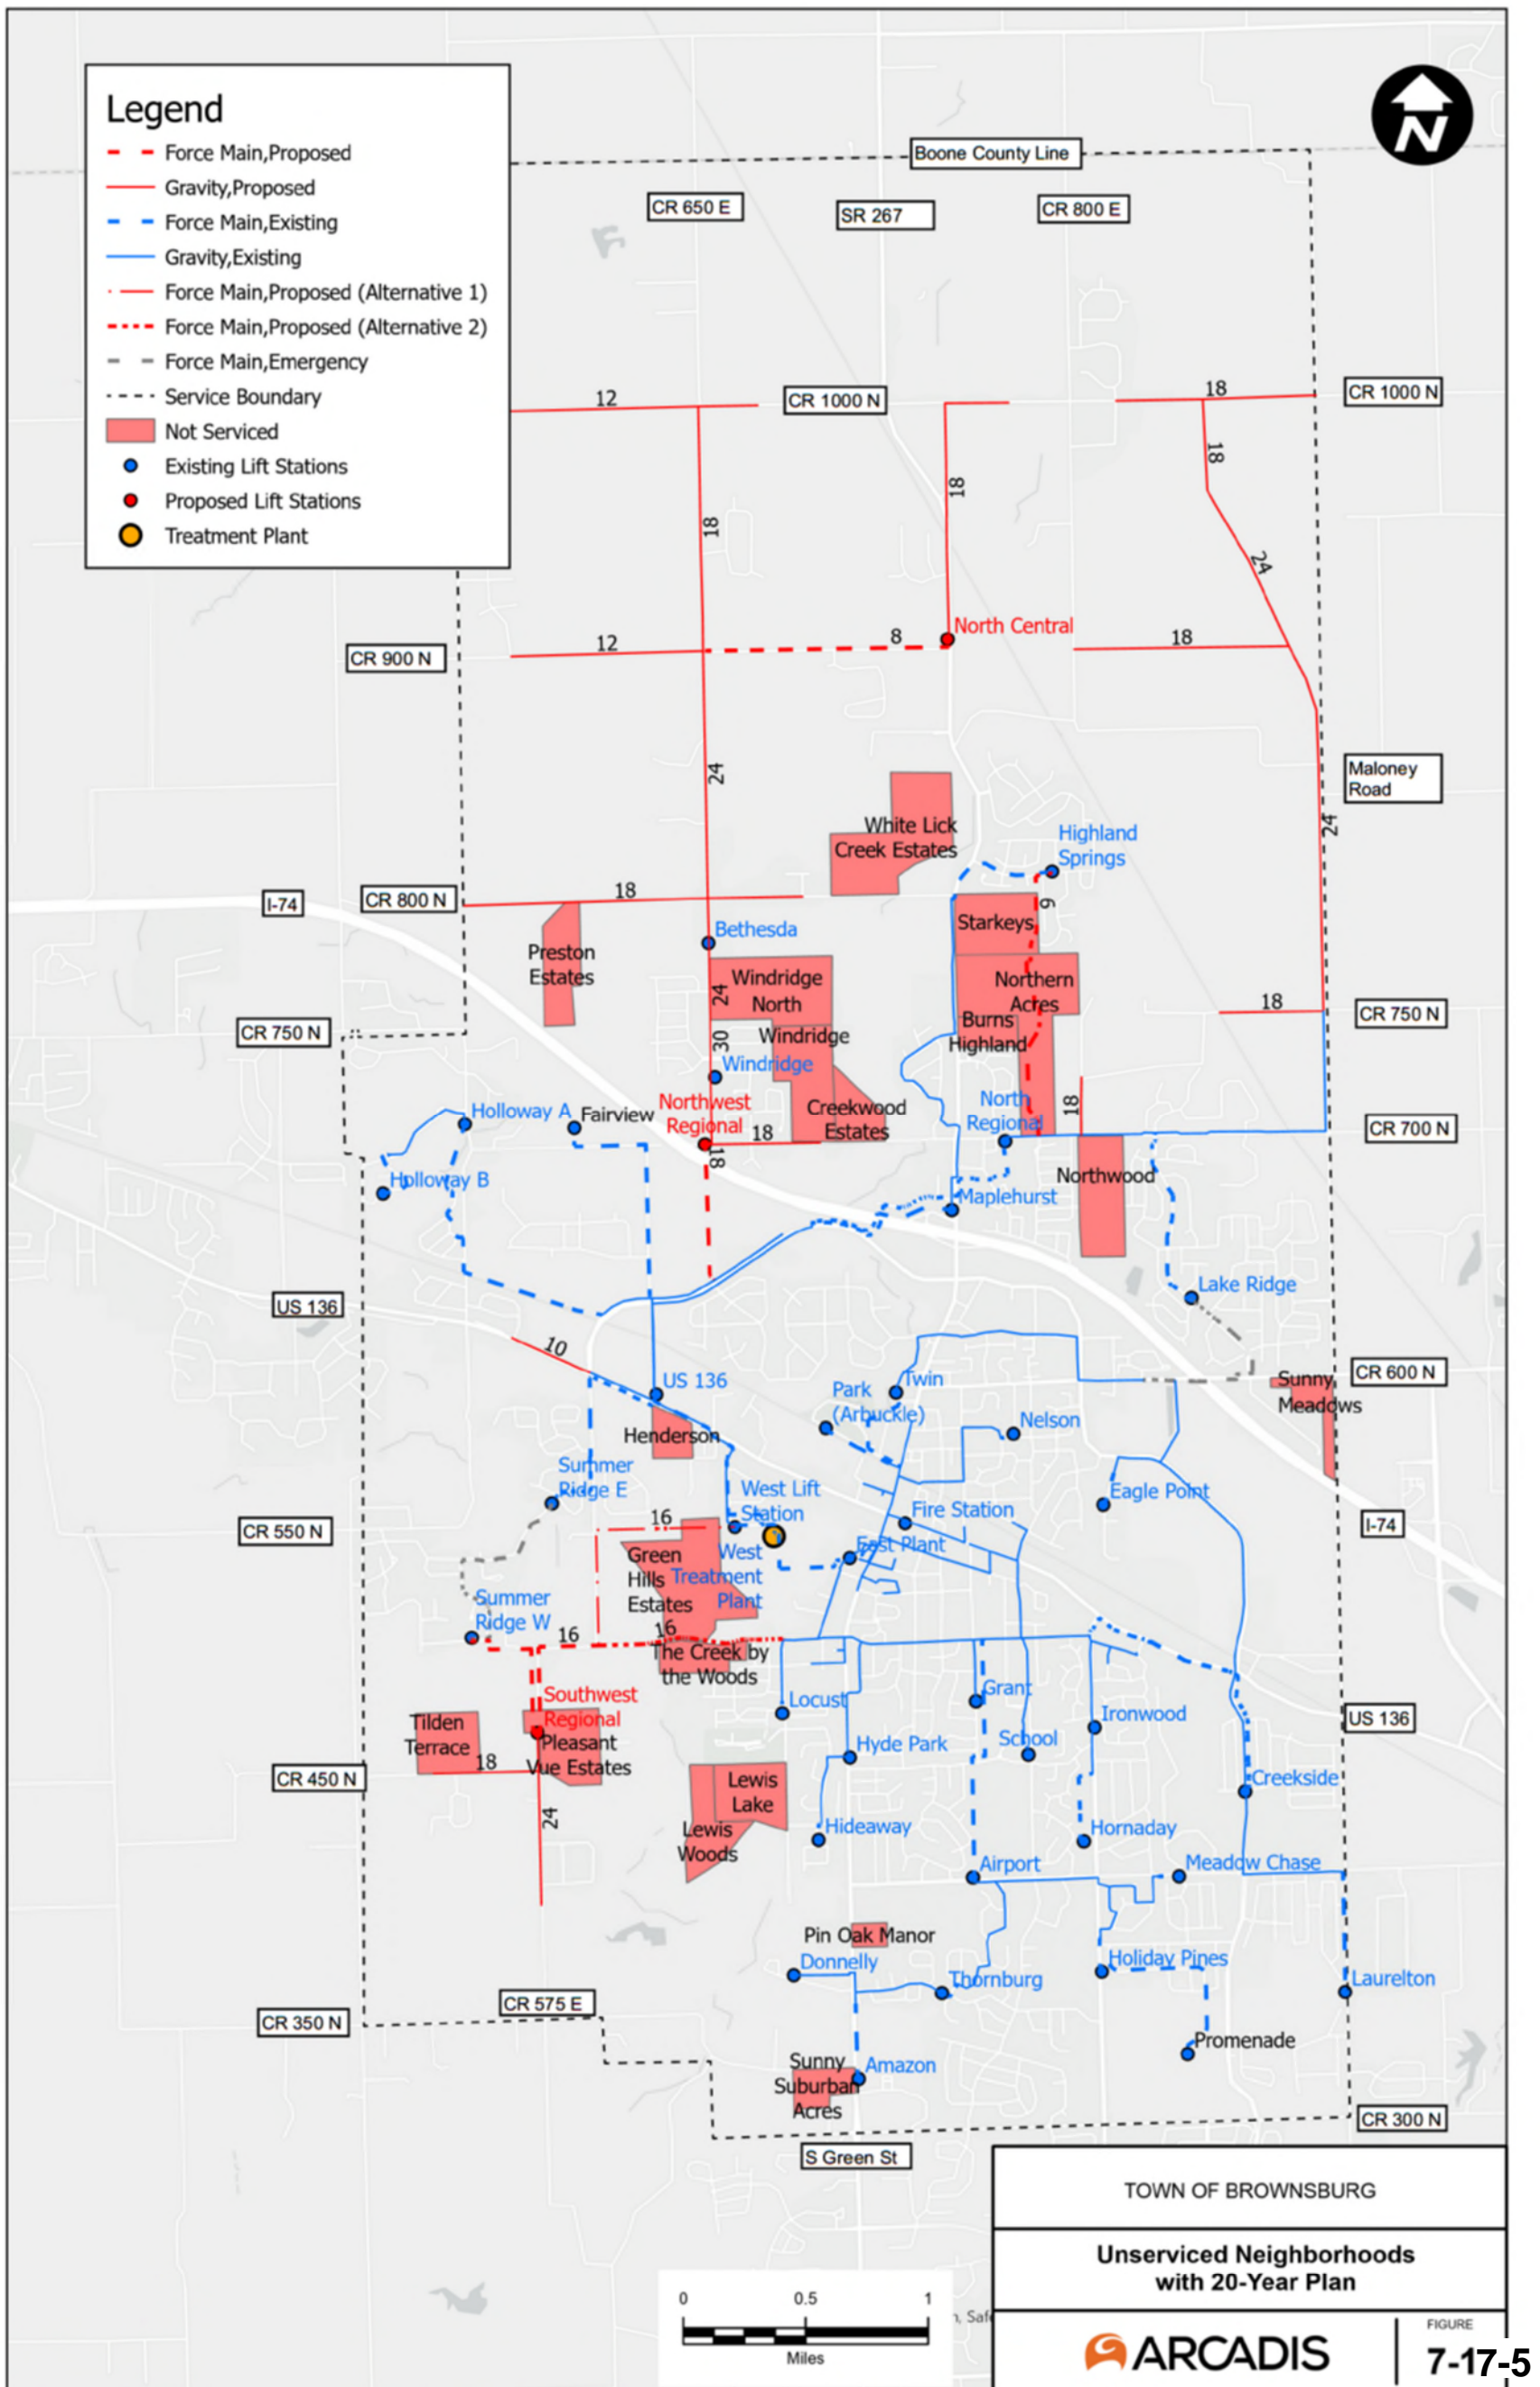 Legend
Force Main,Proposed
Gravity,Proposed
Force Main,Existing
Gravity,Existing
Force Main,Proposed (Alternative 1)
Force Main,Proposed (Alternative 2)
Force Main,Emergency
Service Boundary
Not Serviced
Existing Lift Stations
Proposed Lift Stations
Treatment Plant
N
Boone County Line
CR 650 E
SR 267
CR 800 E
12
CR 1000 N
18
CR 1000 N
18
18
18
24
North Central
8
12
18
CR 900 N
24
Maloney
Road
24
White Lick
Creek Estates
Highland
Springs
18
CR 800 N
I-74
6
Starkeys
Bethesda
Preston
Estates
Windridge
North
24
Northern
Acres
18
CR 750 N
CR 750 N
Burns
Highland
30
Windridge
Windridge
Northwest
Regional
18
18
Creekwood
Estates
North
Regional
18
CR 700 N
Holloway A
Fairview
Holloway B
Northwood
Maplehurst
Lake Ridge
US 136
10
US 136
Twin
Park
(Arbuckle)
CR 600 N
Sunny
Meadows
Nelson
Henderson
Summer
Ridge E
West Lift
Station
Eagle Point
Fire Station
16
CR 550 N
I-74
East Plant
Green
Hills
Estates
West
Treatment
Plant
Summer
Ridge W
16
16
The Creek by
the Woods
Southwest
Regional
Locust
Grant
Ironwood
US 136
Tilden
Terrace
Pleasant
Vue Estates
Hyde Park
School
18
CR 450 N
Lewis
Lake
Creekside
24
Lewis
Woods
Hideaway
Hornaday
Airport
Meadow Chase
Pin Oak Manor
Donnelly
Thornburg
Holiday Pines
Laurelton
CR 575 E
CR 350 N
Promenade
Sunny
Suburban
Acres
Amazon
CR 300 N
S Green St
TOWN OF BROWNSBURG
Unserviced Neighborhoods
with 20-Year Plan
0 0.5 1
Miles
ARCADIS
FIGURE
7-17-5